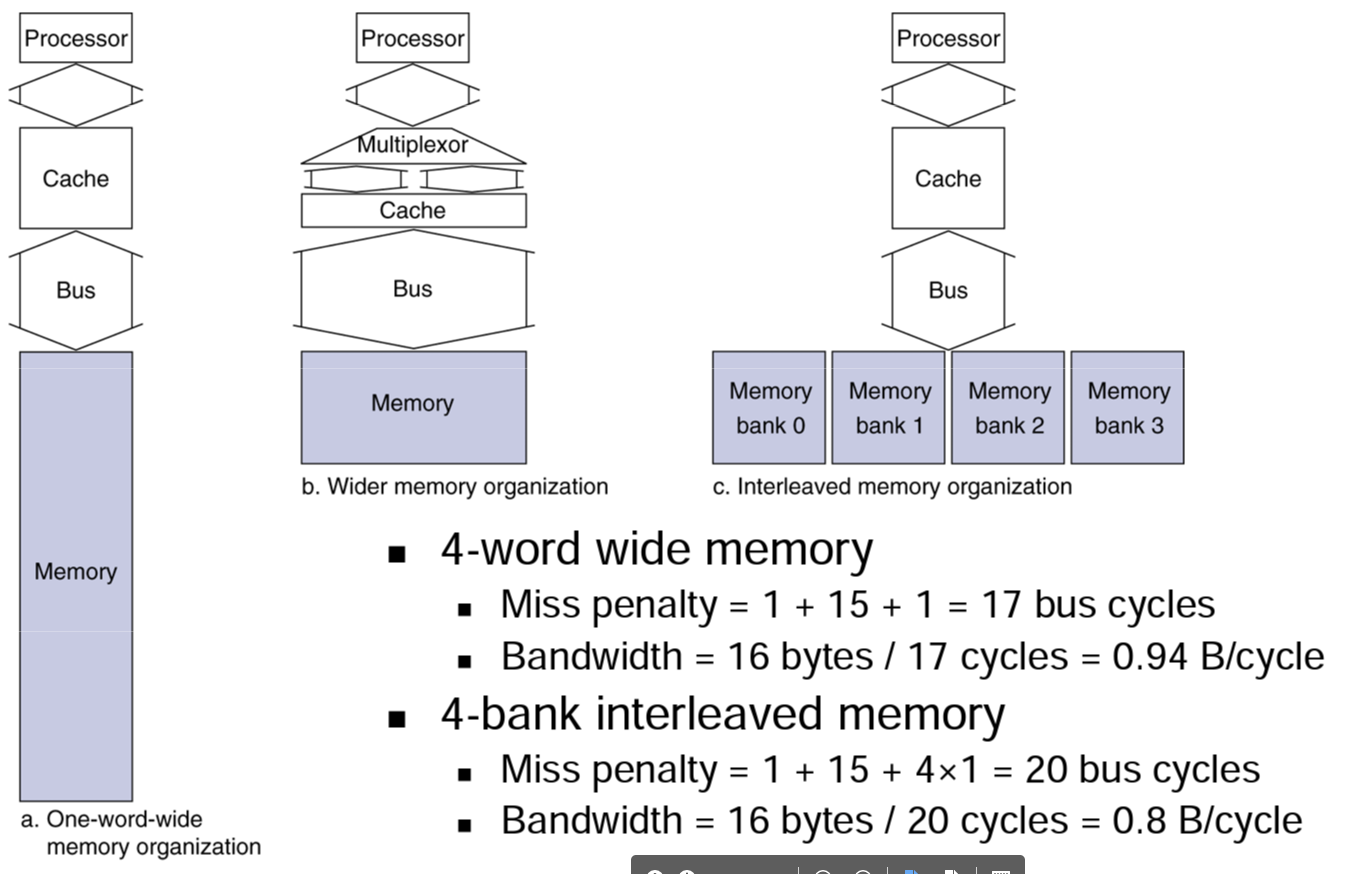 Processor
Cache
Bus
Memory
a. One-word-wide
memory organization
Processor
Multiplexor
Cache
Bus
Memory
b. Wider memory organization
Processor
Cache
Bus
Memory
bank 0
Memory
bank 1
Memory
bank 2
Memory
bank 3
c. Interleaved memory organization
■ 4-word wide memory
■ Miss penalty = 1 + 15 + 1 = 17 bus cycles
■ Bandwidth = 16 bytes / 17 cycles = 0.94 B/cycle
■ 4-bank interleaved memory
■ Miss penalty = 1 + 15 + 4×1 = 20 bus cycles
■ Bandwidth = 16 bytes / 20 cycles = 0.8 B/cycle